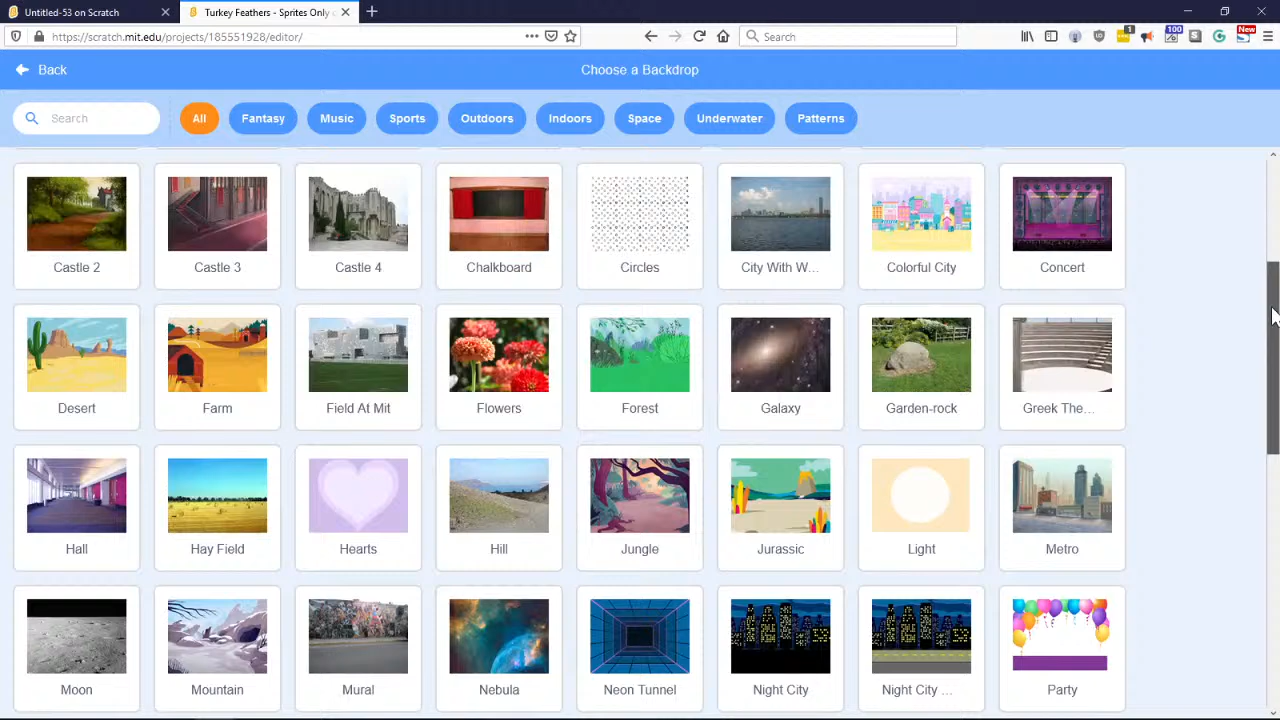 Untitled-53 on Scratch
Turkey Feathers - Sprites Only
https://scratch.mit.edu/projects/185551928/editor/
Search
1
100
New
Back
Choose a Backdrop
Search
All
Fantasy
Music
Sports
Outdoors
Indoors
Space
Underwater
Patterns
Castle 2
Castle 3
Castle 4
Chalkboard
Circles
City With W...
Colorful City
Concert
Desert
Farm
Field At Mit
Flowers
Forest
Galaxy
Garden-rock
Greek The...
Hall
Hay Field
Hearts
Hill
Jungle
Jurassic
Light
Metro
Moon
Mountain
Mural
Nebula
Neon Tunnel
Night City
Night City ...
Party